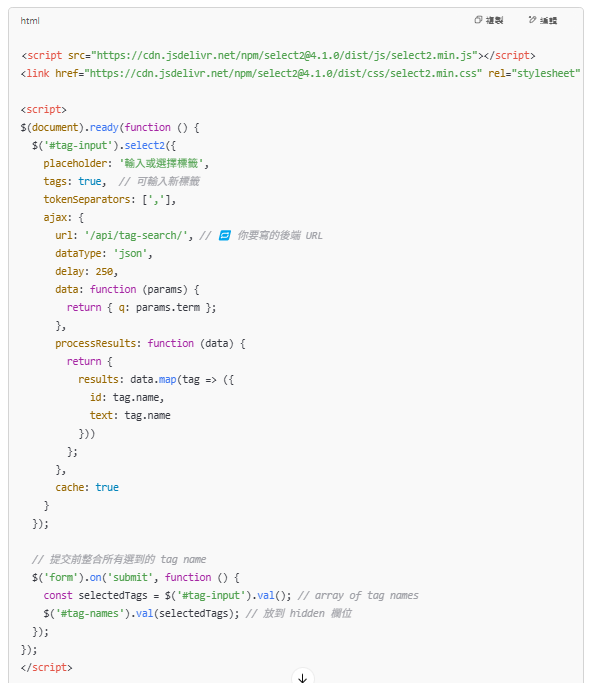 html 複製 編輯
<script src="https://cdn.jsdelivr.net/npm/select2@4.1.0/dist/js/select2.min.js"></script>
<link href="https://cdn.jsdelivr.net/npm/select2@4.1.0/dist/css/select2.min.css" rel="stylesheet"
<script>
$(document).ready(function () {
  $('#tag-input').select2({
    placeholder: '輸入或選擇標籤',
    tags: true,  // 可輸入新標籤
    tokenSeparators: [','],
    ajax: {
      url: '/api/tag-search/', // 🔁 你要寫的後端 URL
      dataType: 'json',
      delay: 250,
      data: function (params) {
        return { q: params.term };
      },
      processResults: function (data) {
        return {
          results: data.map(tag => ({
            id: tag.name,
            text: tag.name
          }))
        };
      },
      cache: true
    }
  });
  // 提交前整合所有選到的 tag name
  $('form').on('submit', function () {
    const selectedTags = $('#tag-input').val(); // array of tag names
    $('#tag-names').val(selectedTags); // 放到 hidden 欄位
  });
});
</script>